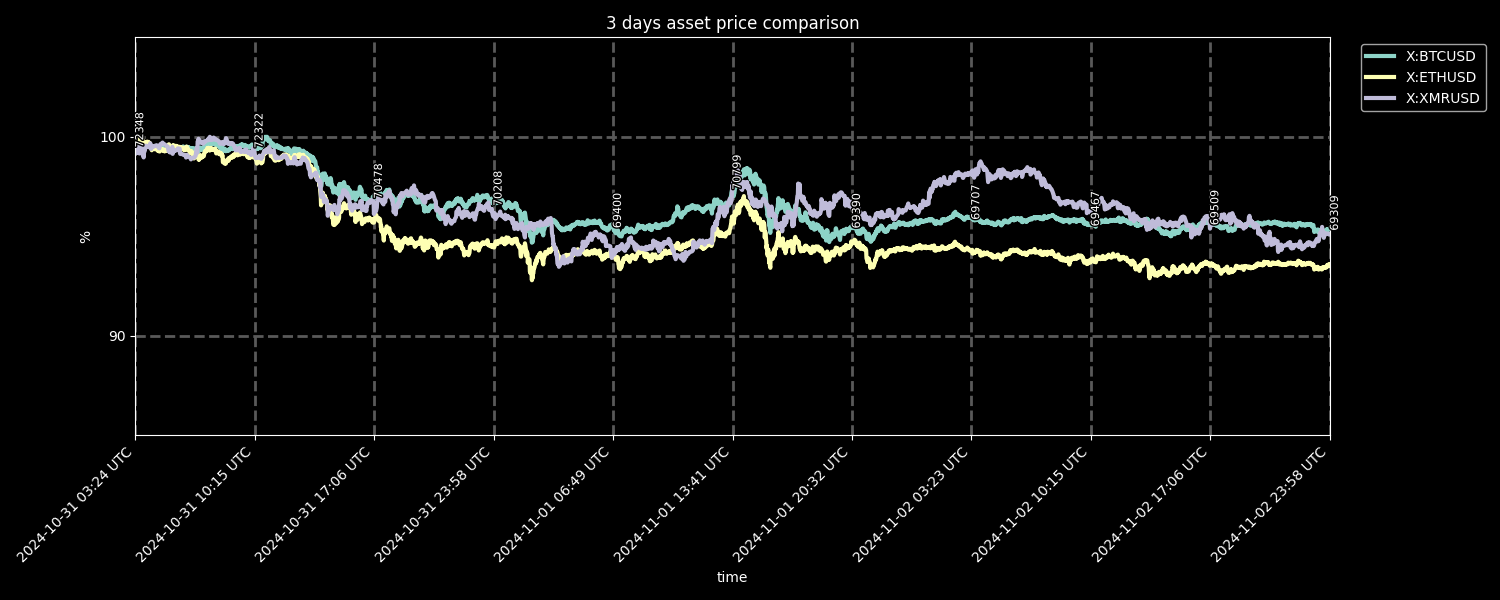 3 days asset price comparison
X:BTCUSD
X:ETHUSD
X:XMRUSD
100
90
%
72348
72322
70478
70208
69400
70799
69390
69707
69467
69509
69309
2024-10-31 03:24 UTC
2024-10-31 10:15 UTC
2024-10-31 17:06 UTC
2024-10-31 23:58 UTC
2024-11-01 06:49 UTC
2024-11-01 13:41 UTC
2024-11-01 20:32 UTC
2024-11-02 03:23 UTC
2024-11-02 10:15 UTC
2024-11-02 17:06 UTC
2024-11-02 23:58 UTC
time